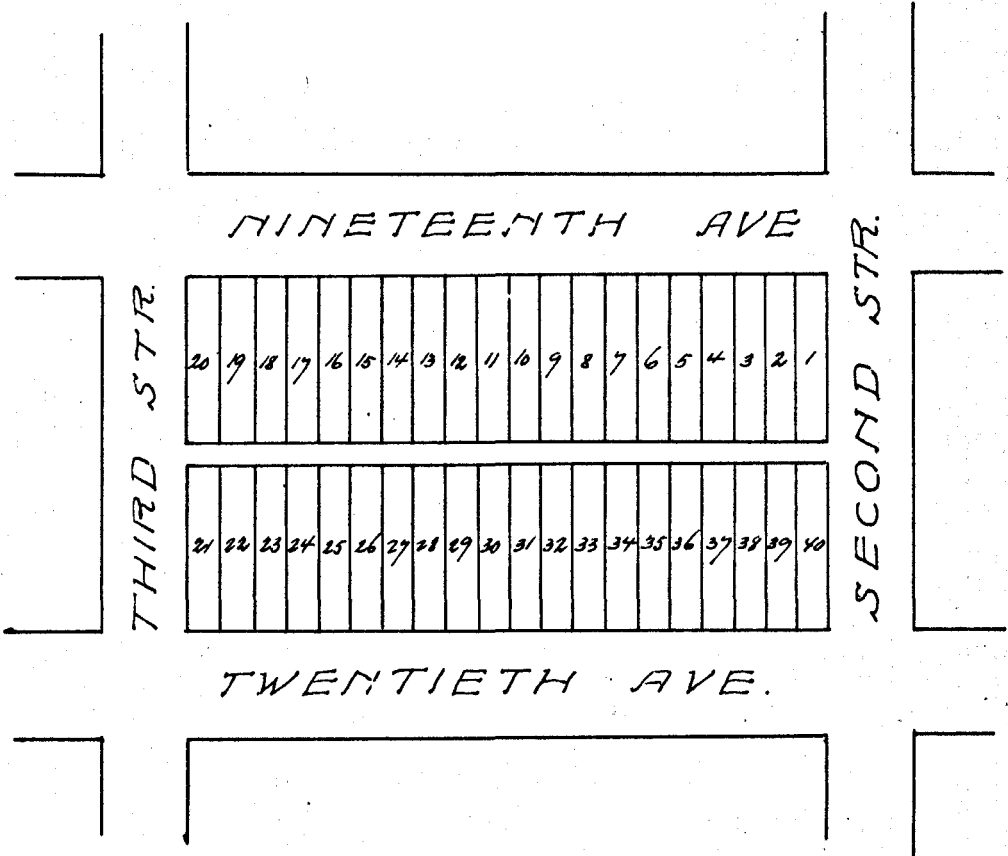 NINETEENTH AVE
THIRD STR.
SECOND STR.
20 19 18 17 16 15 14 13 12 11 10 9 8 7 6 5 4 3 2 1
21 22 23 24 25 26 27 28 29 30 31 32 33 34 35 36 37 38 39 40
TWENTIETH AVE.